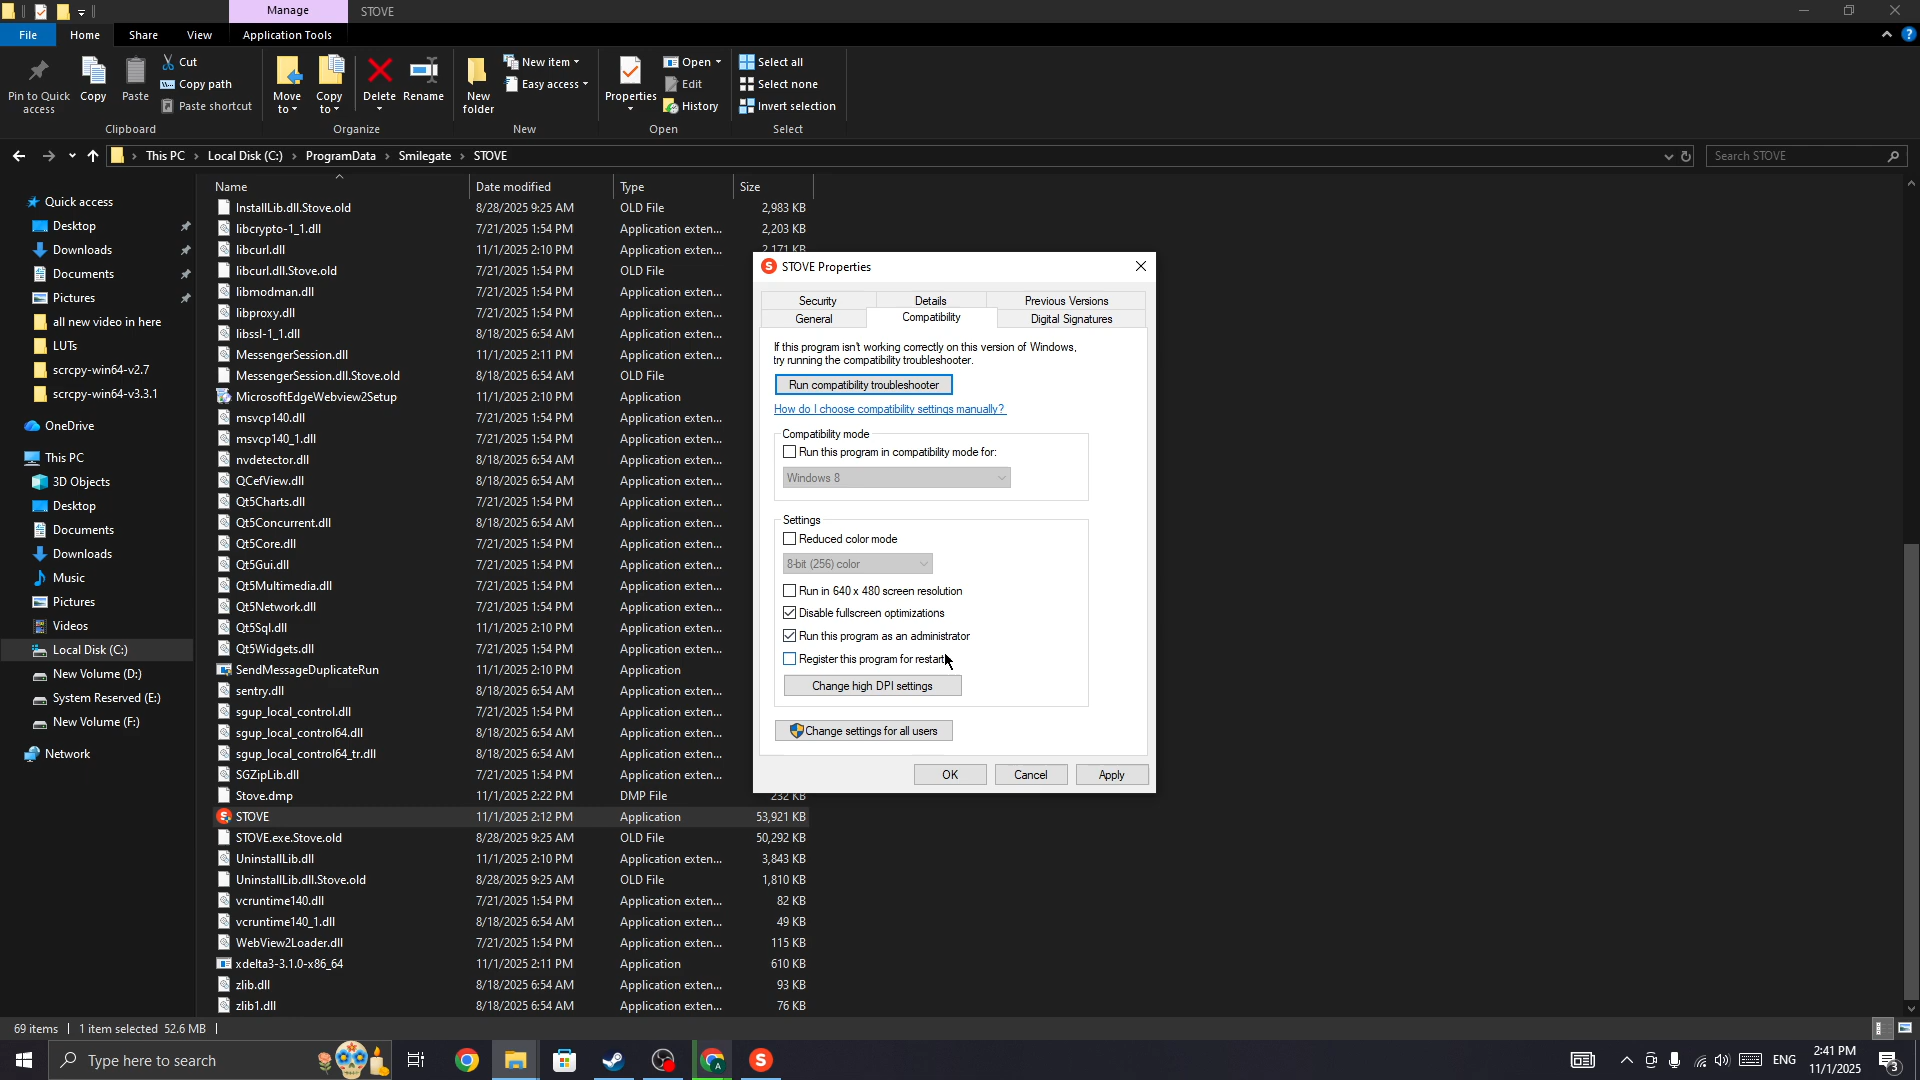 Manage STOVE
File Home Share View Application Tools
Pin to Quick access
Copy
Paste
Cut
Copy path
Paste shortcut
Clipboard
Move to
Copy to
Delete
Rename
Organize
New folder
New item
Easy access
New
Properties
Open
Edit
History
Open
Select all
Select none
Invert selection
Select
This PC Local Disk (C:) ProgramData Smilegate STOVE
Search STOVE
Quick access
Desktop
Downloads
Documents
Pictures
all new video in here
LUTs
scrcpy-win64-v2.7
scrcpy-win64-v3.3.1
OneDrive
This PC
3D Objects
Desktop
Documents
Downloads
Music
Pictures
Videos
Local Disk (C:)
New Volume (D:)
System Reserved (E:)
New Volume (F:)
Network
Name Date modified Type Size
InstallLib.dll.Stove.old 8/28/2025 9:25 AM OLD File 2,983 KB
libcrypto-1_1.dll 7/21/2025 1:54 PM Application exten... 2,203 KB
libcurl.dll 11/1/2025 2:10 PM Application exten... 2,171 KB
libcurl.dll.Stove.old 7/21/2025 1:54 PM OLD File
libmodman.dll 7/21/2025 1:54 PM Application exten...
libproxy.dll 7/21/2025 1:54 PM Application exten...
libssl-1_1.dll 8/18/2025 6:54 AM Application exten...
MessengerSession.dll 11/1/2025 2:11 PM Application exten...
MessengerSession.dll.Stove.old 8/18/2025 6:54 AM OLD File
MicrosoftEdgeWebview2Setup 11/1/2025 2:10 PM Application
msvcp140.dll 7/21/2025 1:54 PM Application exten...
msvcp140_1.dll 7/21/2025 1:54 PM Application exten...
nvdetector.dll 8/18/2025 6:54 AM Application exten...
QCefView.dll 8/18/2025 6:54 AM Application exten...
Qt5Charts.dll 7/21/2025 1:54 PM Application exten...
Qt5Concurrent.dll 8/18/2025 6:54 AM Application exten...
Qt5Core.dll 7/21/2025 1:54 PM Application exten...
Qt5Gui.dll 7/21/2025 1:54 PM Application exten...
Qt5Multimedia.dll 7/21/2025 1:54 PM Application exten...
Qt5Network.dll 7/21/2025 1:54 PM Application exten...
Qt5Sql.dll 11/1/2025 2:10 PM Application exten...
Qt5Widgets.dll 7/21/2025 1:54 PM Application exten...
SendMessageDuplicateRun 11/1/2025 2:10 PM Application
sentry.dll 8/18/2025 6:54 AM Application exten...
sgup_local_control.dll 7/21/2025 1:54 PM Application exten...
sgup_local_control64.dll 8/18/2025 6:54 AM Application exten...
sgup_local_control64_tr.dll 8/18/2025 6:54 AM Application exten...
SGZipLib.dll 7/21/2025 1:54 PM Application exten...
Stove.dmp 11/1/2025 2:22 PM DMP File 232 KB
STOVE 11/1/2025 2:12 PM Application 53,921 KB
STOVE.exe.Stove.old 8/28/2025 9:25 AM OLD File 50,292 KB
UninstallLib.dll 11/1/2025 2:10 PM Application exten... 3,843 KB
UninstallLib.dll.Stove.old 8/28/2025 9:25 AM OLD File 1,810 KB
vcruntime140.dll 7/21/2025 1:54 PM Application exten... 82 KB
vcruntime140_1.dll 8/18/2025 6:54 AM Application exten... 49 KB
WebView2Loader.dll 7/21/2025 1:54 PM Application exten... 115 KB
xdelta3-3.1.0-x86_64 11/1/2025 2:11 PM Application 610 KB
zlib.dll 8/18/2025 6:54 AM Application exten... 93 KB
zlib1.dll 8/18/2025 6:54 AM Application exten... 76 KB
S STOVE Properties
Security Details Previous Versions
General Compatibility Digital Signatures
If this program isn't working correctly on this version of Windows,
try running the compatibility troubleshooter.
Run compatibility troubleshooter
How do I choose compatibility settings manually?
Compatibility mode
Run this program in compatibility mode for:
Windows 8
Settings
Reduced color mode
8-bit (256) color
Run in 640 x 480 screen resolution
Disable fullscreen optimizations
Run this program as an administrator
Register this program for restart
Change high DPI settings
Change settings for all users
OK Cancel Apply
69 items 1 item selected 52.6 MB
Type here to search
A
S
ENG
2:41 PM
11/1/2025
3